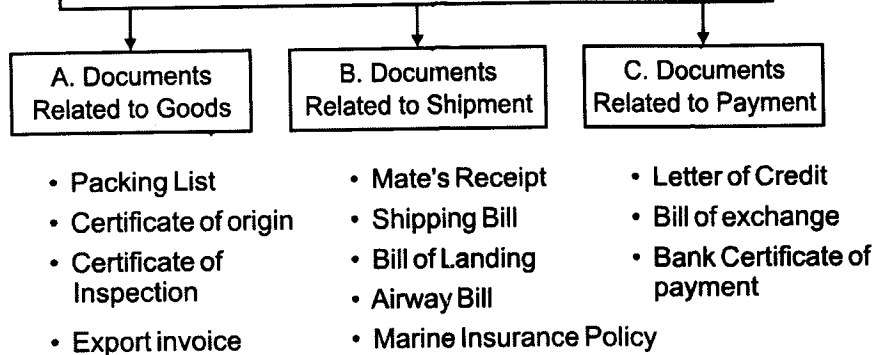 A. Documents
Related to Goods
• Packing List
• Certificate of origin
• Certificate of
Inspection
• Export invoice
B. Documents
Related to Shipment
• Mate's Receipt
• Shipping Bill
• Bill of Landing
• Airway Bill
• Marine Insurance Policy
C. Documents
Related to Payment
• Letter of Credit
• Bill of exchange
• Bank Certificate of
payment